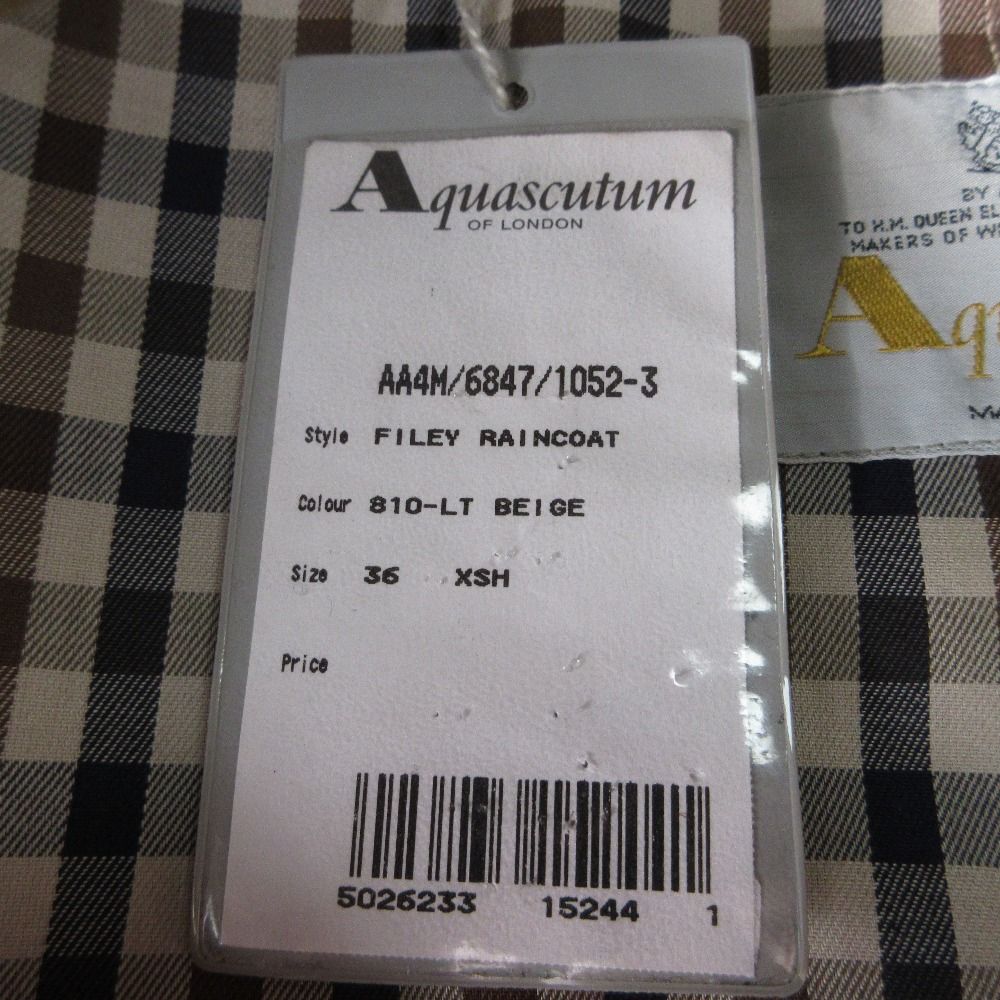 Aquascutum
OF LONDON
AA4M/6847/1052-3
Style FILEY RAINCOAT
Colour 810-LT BEIGE
Size 36 XSH
Price
5026233 15244 1
BY
TO H.M. QUEEN
MAKERS OF